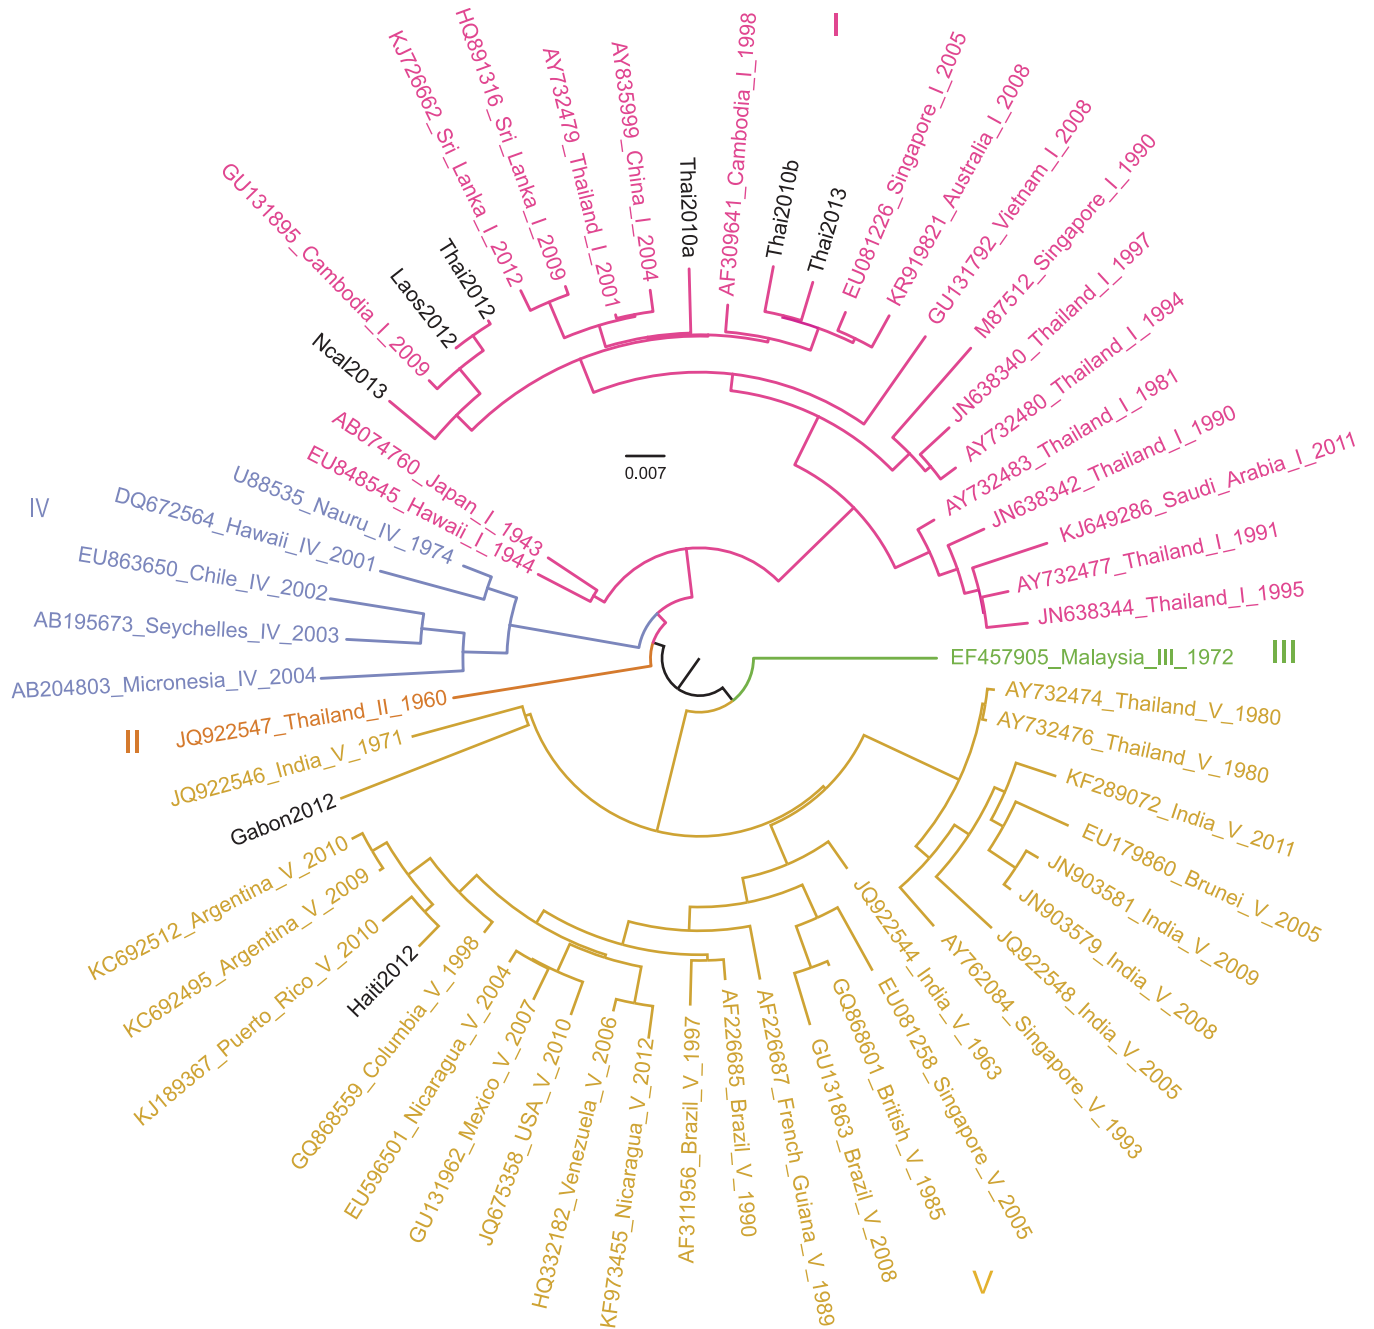 I
GU131895_Cambodia_I_2009
KJ726662_Sri_Lanka_I_2012
HQ891316_Sri_Lanka_I_2009
AY732479_Thailand_I_2001
AY835999_China_I_2004
Thai2010a
AF309641_Cambodia_I_1998
Thai2010b
Thai2013
EU081226_Singapore_I_2005
KR919821_Australia_I_2008
GU131792_Vietnam_I_2008
M87512_Singapore_I_1990
JN638340_Thailand_I_1997
AY732480_Thailand_I_1994
AY732483_Thailand_I_1981
JN638342_Thailand_I_1990
KJ649286_Saudi_Arabia_I_2011
AY732477_Thailand_I_1991
JN638344_Thailand_I_1995
Thai2012
Laos2012
Ncal2013
AB074760_Japan_I_1943
EU848545_Hawaii_I_1944
0.007
IV
U88535_Nauru_IV_1974
DQ672564_Hawaii_IV_2001
EU863650_Chile_IV_2002
AB195673_Seychelles_IV_2003
AB204803_Micronesia_IV_2004
III
EF457905_Malaysia_III_1972
II
JQ922547_Thailand_II_1960
JQ922546_India_V_1971
Gabon2012
KC692512_Argentina_V_2010
KC692495_Argentina_V_2009
KJ189367_Puerto_Rico_V_2010
Haiti2012
GQ868559_Columbia_V_1998
EU596501_Nicaragua_V_2004
GU131962_Mexico_V_2007
JQ675358_USA_V_2010
HQ332182_Venezuela_V_2006
KF973455_Nicaragua_V_2012
AF311956_Brazil_V_1997
AF226685_Brazil_V_1990
AF226687_French_Guiana_V_1989
GU131863_Brazil_V_2008
GQ868601_British_V_1985
EU081258_Singapore_V_2005
JQ922544_India_V_1963
AY762084_Singapore_V_1993
JQ922548_India_V_2005
JN903579_India_V_2008
JN903581_India_V_2009
EU179860_Brunei_V_2005
KF289072_India_V_2011
AY732476_Thailand_V_1980
AY732474_Thailand_V_1980
V